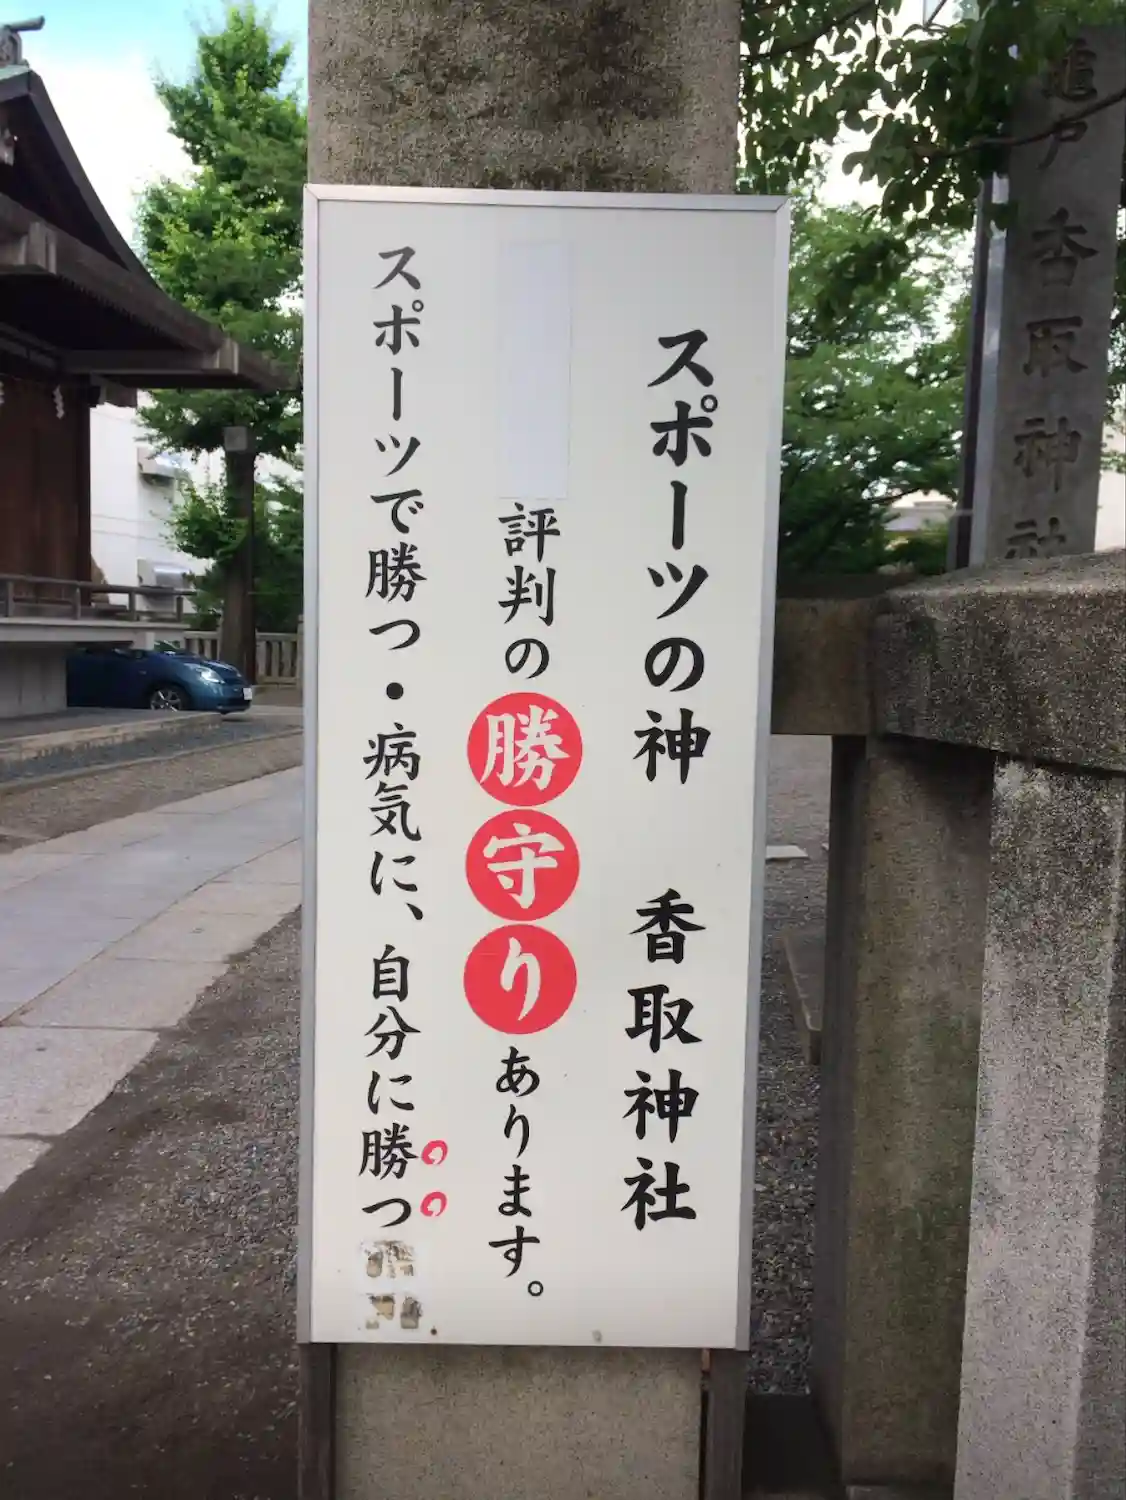 スポーツの神　香取神社
評判の勝守りあります。
スポーツで勝つ・病気に、自分に勝つ
亀戸香取神社